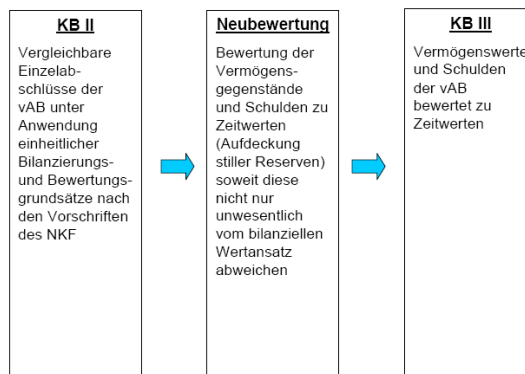 KB II
Vergleichbare
Einzelab-
schlüsse der
vAB unter
Anwendung
einheitlicher
Bilanzierungs-
und Bewertungs-
grundsätze nach
den Vorschriften
des NKF
Neubewertung
Bewertung der
Vermögens-
gegenstände
und Schulden zu
Zeitwerten
(Aufdeckung
stiller Reserven)
soweit diese
nicht nur
unwesentlich
vom bilanziellen
Wertansatz
abweichen
KB III
Vermögenswerte
und Schulden
der vAB
bewertet zu
Zeitwerten